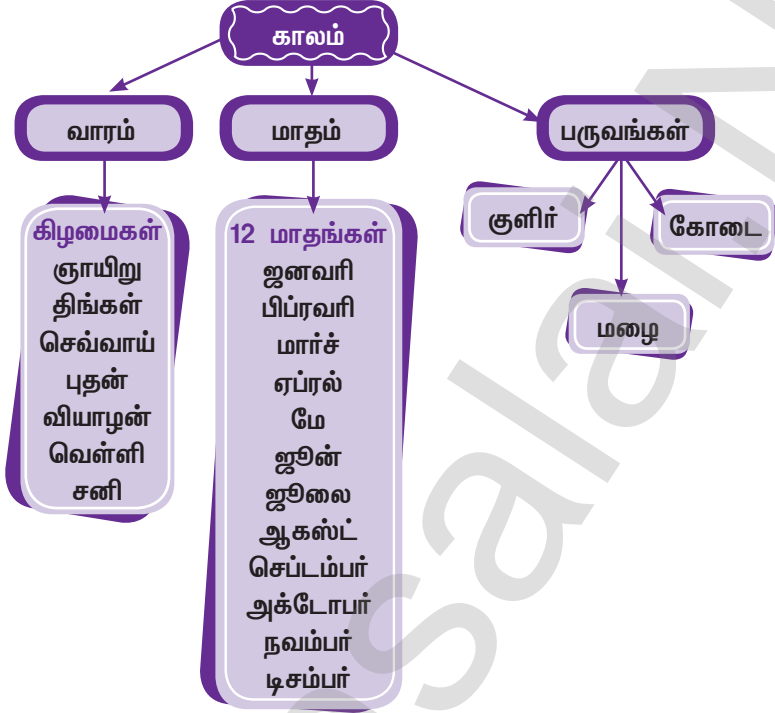 காலம்
வாரம்
மாதம்
பருவங்கள்
கிழமைகள்
ஞாயிறு
திங்கள்
செவ்வாய்
புதன்
வியாழன்
வெள்ளி
சனி
12 மாதங்கள்
ஜனவரி
பிப்ரவரி
மார்ச்
ஏப்ரல்
மே
ஜூன்
ஜூலை
ஆகஸ்ட்
செப்டம்பர்
அக்டோபர்
நவம்பர்
டிசம்பர்
குளிர்
கோடை
மழை